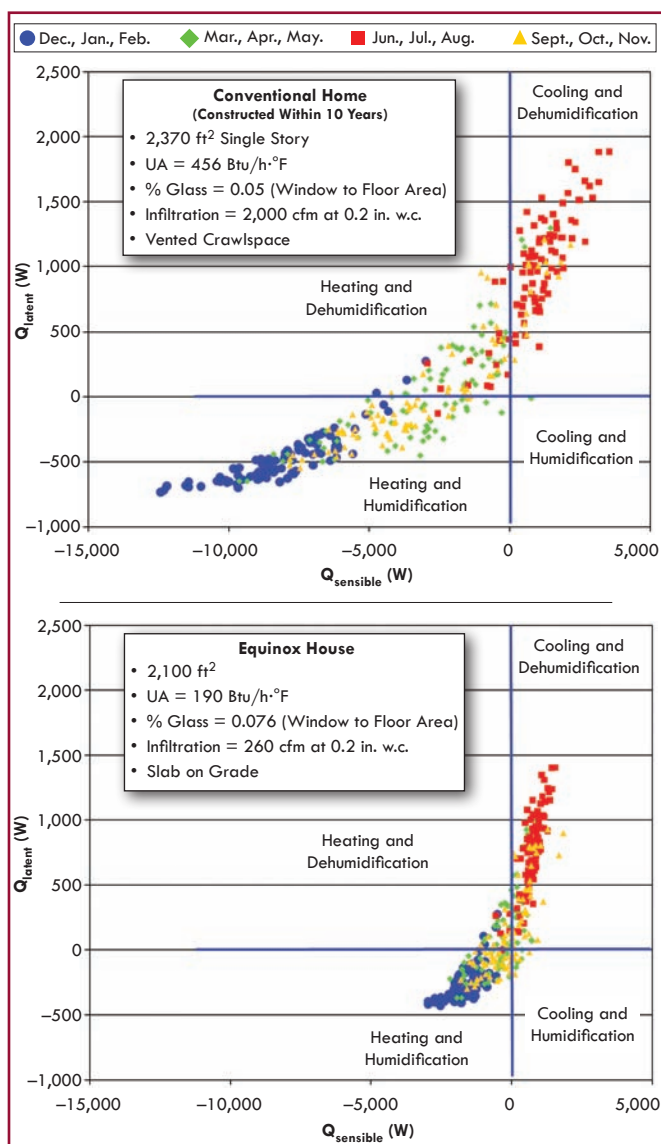 Dec., Jan., Feb. Mar., Apr., May. Jun., Jul., Aug. Sept., Oct., Nov.
2,500
2,000
1,500
1,000
500
0
−500
−1,000
Q_latent (W)
Conventional Home
(Constructed Within 10 Years)
• 2,370 ft² Single Story
• UA = 456 Btu/h·°F
• % Glass = 0.05 (Window to Floor Area)
• Infiltration = 2,000 cfm at 0.2 in. w.c.
• Vented Crawlspace
Cooling and
Dehumidification
Heating and
Dehumidification
Cooling and
Humidification
Heating and
Humidification
−15,000 −10,000 −5,000 0 5,000
Q_sensible (W)
2,500
2,000
1,500
1,000
500
0
−500
−1,000
Q_latent (W)
Equinox House
• 2,100 ft²
• UA = 190 Btu/h·°F
• % Glass = 0.076 (Window to Floor Area)
• Infiltration = 260 cfm at 0.2 in. w.c.
• Slab on Grade
Cooling and
Dehumidification
Heating and
Dehumidification
Heating and
Humidification
Cooling and
Humidification
−15,000 −10,000 −5,000 0 5,000
Q_sensible (W)